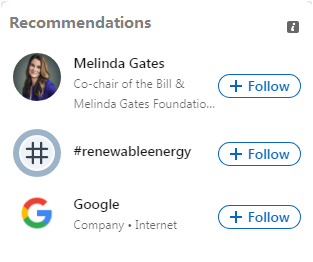 Recommendations
Melinda Gates
Co-chair of the Bill &
Melinda Gates Foundatio...
+ Follow
#
#renewableenergy
+ Follow
G
Google
Company • Internet
+ Follow